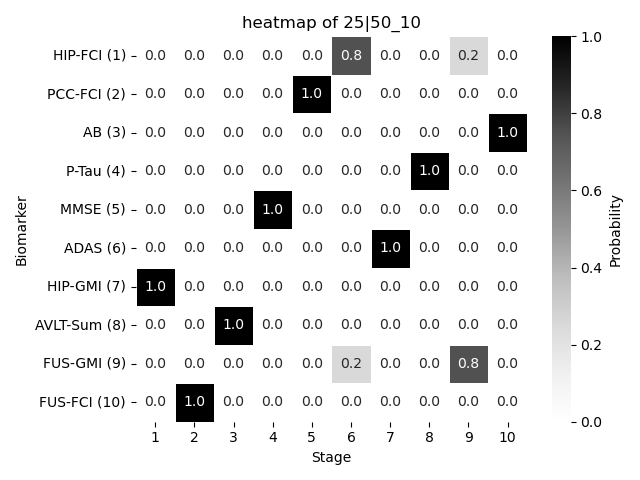 heatmap of 25|50_10
HIP-FCI (1) 0.0 0.0 0.0 0.0 0.0 0.8 0.0 0.0 0.2 0.0
PCC-FCI (2) 0.0 0.0 0.0 0.0 1.0 0.0 0.0 0.0 0.0 0.0
AB (3) 0.0 0.0 0.0 0.0 0.0 0.0 0.0 0.0 0.0 1.0
P-Tau (4) 0.0 0.0 0.0 0.0 0.0 0.0 0.0 1.0 0.0 0.0
MMSE (5) 0.0 0.0 0.0 1.0 0.0 0.0 0.0 0.0 0.0 0.0
ADAS (6) 0.0 0.0 0.0 0.0 0.0 0.0 1.0 0.0 0.0 0.0
HIP-GMI (7) 1.0 0.0 0.0 0.0 0.0 0.0 0.0 0.0 0.0 0.0
AVLT-Sum (8) 0.0 0.0 1.0 0.0 0.0 0.0 0.0 0.0 0.0 0.0
FUS-GMI (9) 0.0 0.0 0.0 0.0 0.0 0.2 0.0 0.0 0.8 0.0
FUS-FCI (10) 0.0 1.0 0.0 0.0 0.0 0.0 0.0 0.0 0.0 0.0
1 2 3 4 5 6 7 8 9 10
Stage
Biomarker
1.0
0.8
0.6
0.4
0.2
0.0
Probability